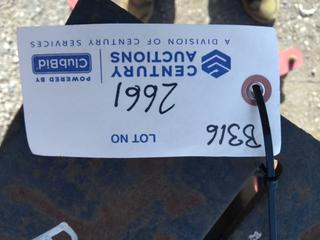 B316
LOT NO
2661
CENTURY
AUCTIONS
A DIVISION OF CENTURY SERVICES
POWERED BY
ClubBid